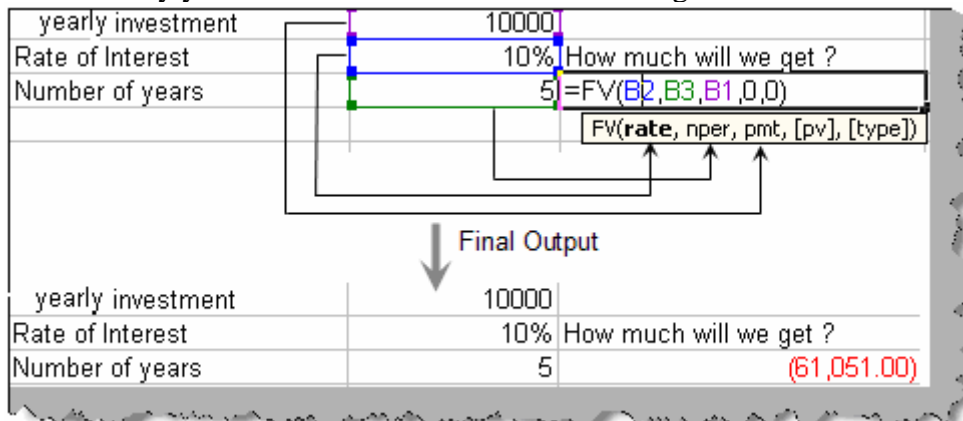 yearly investment 10000
Rate of Interest 10% How much will we get ?
Number of years 5 =FV(B2,B3,B1,0,0)
FV(rate, nper, pmt, [pv], [type])
Final Output
yearly investment 10000
Rate of Interest 10% How much will we get ?
Number of years 5 (61,051.00)